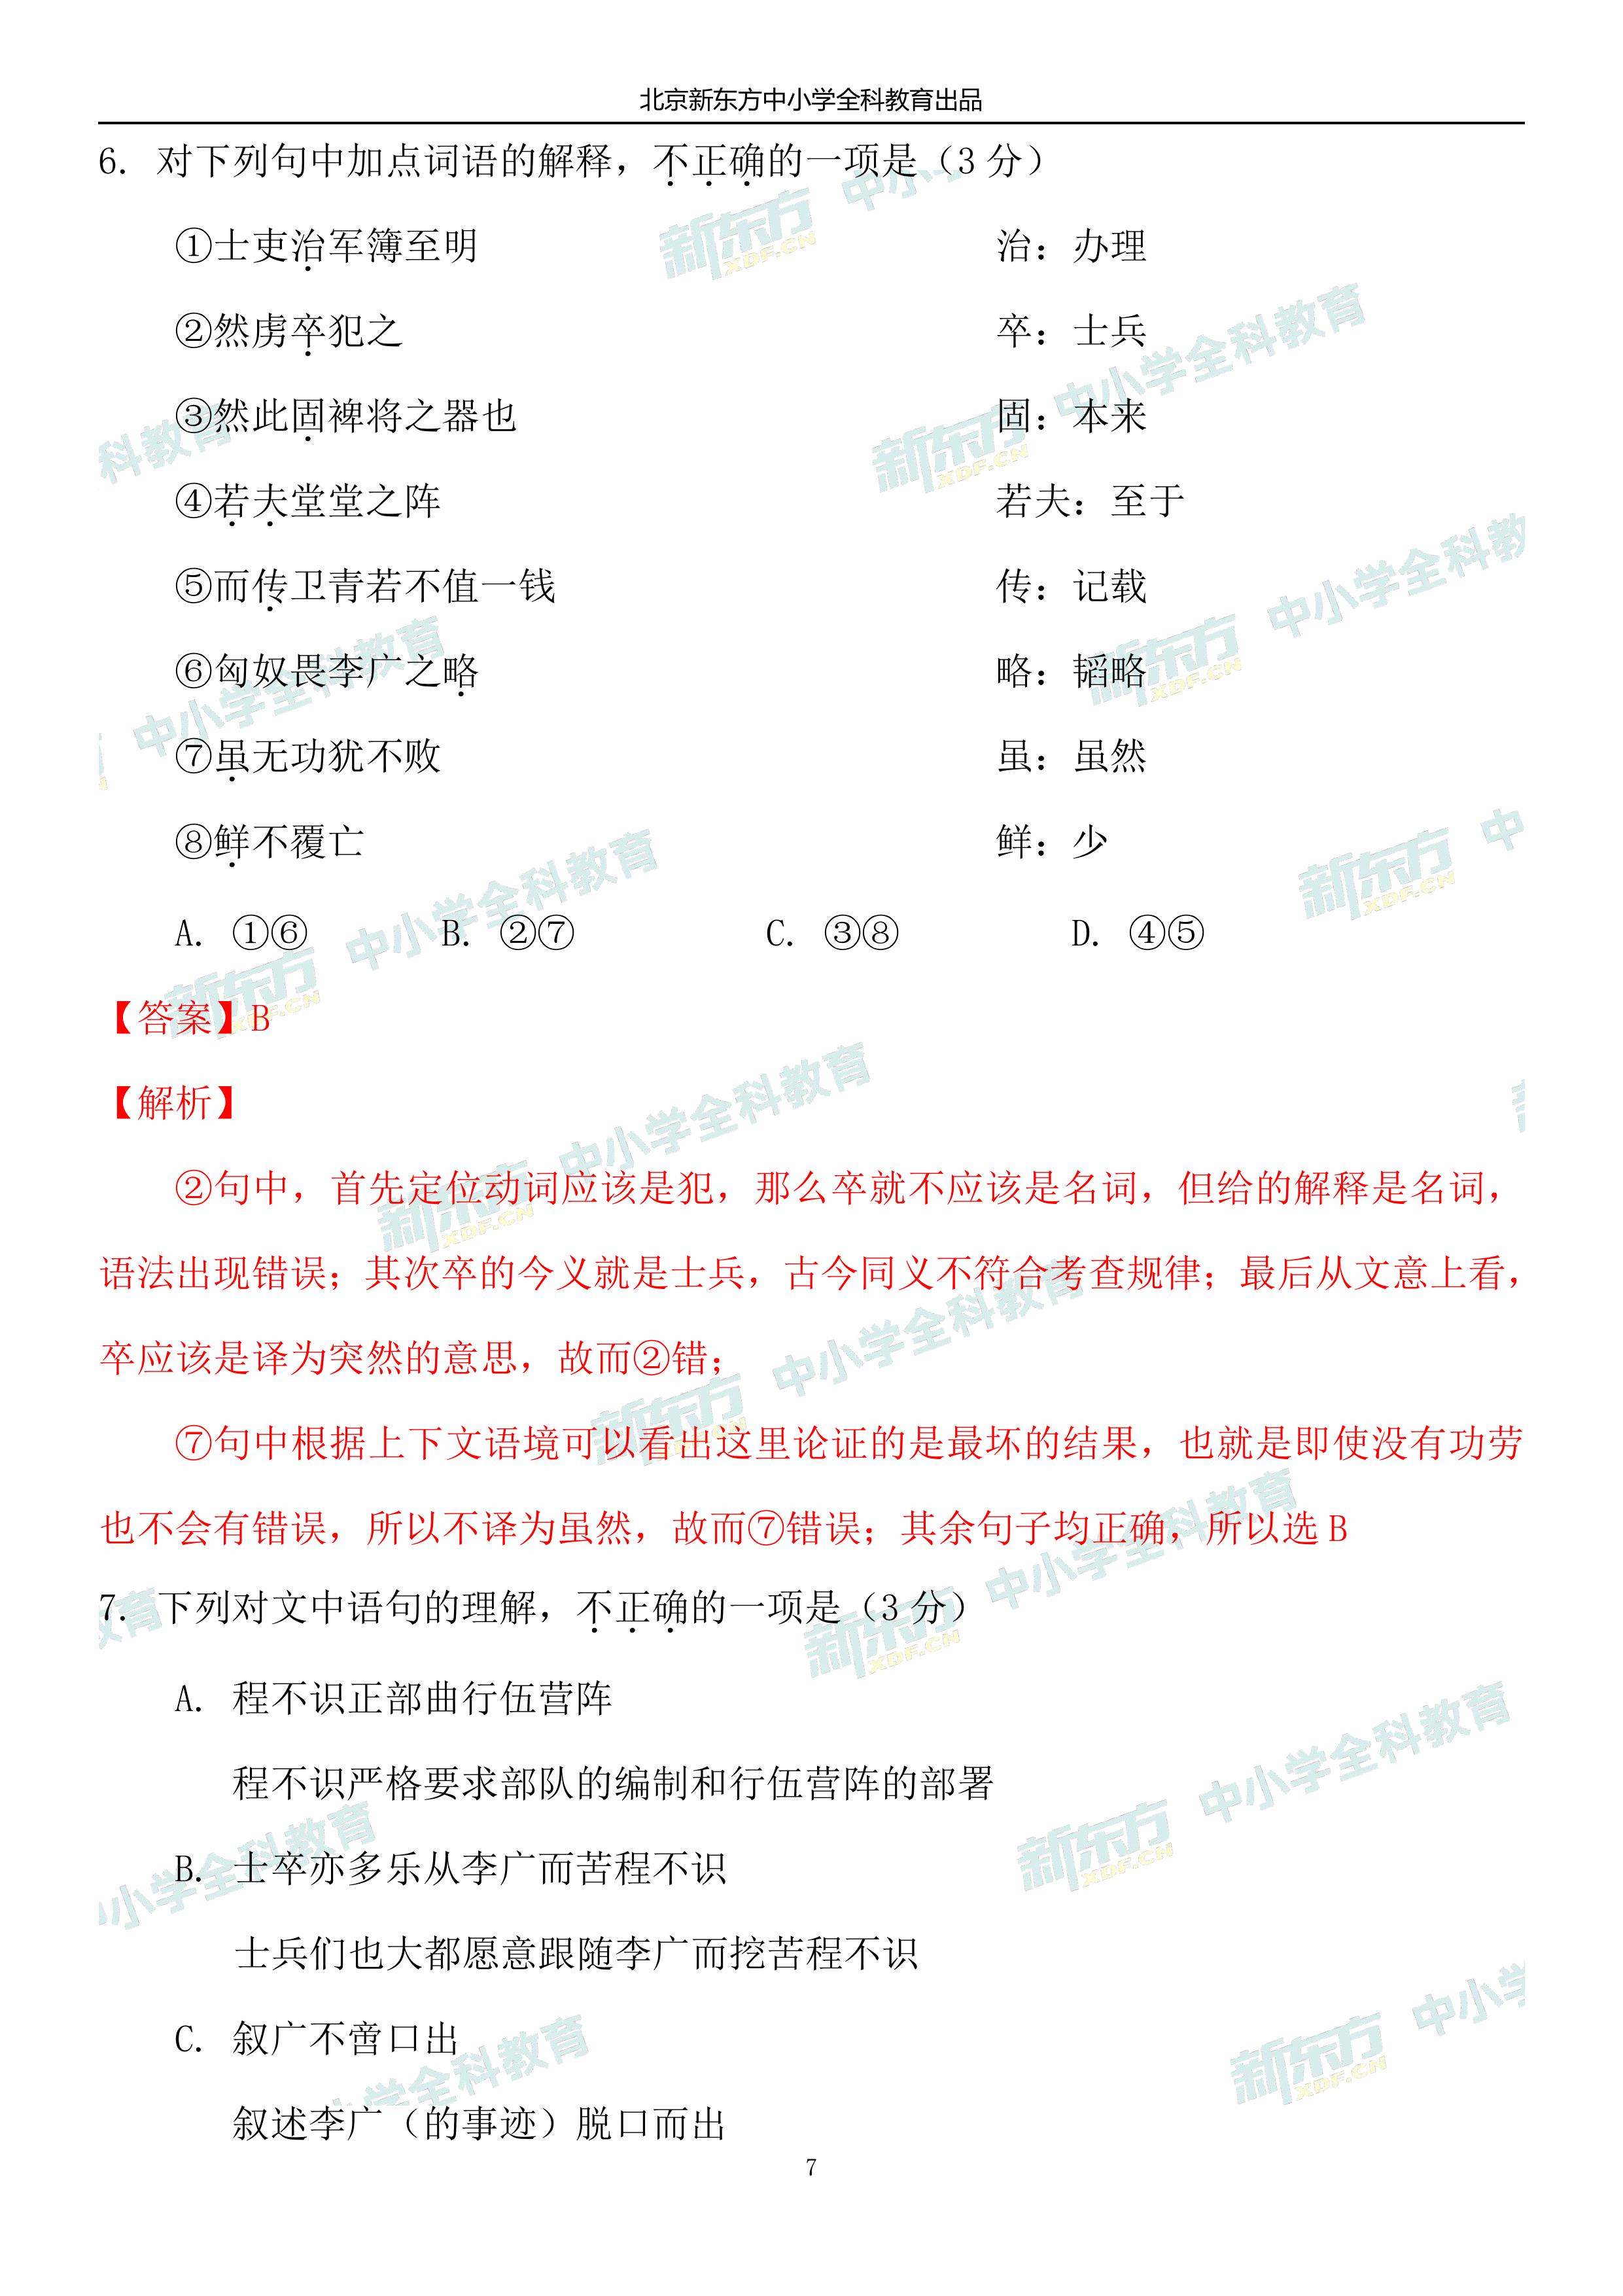 北京新东方中小学全科教育出品
6. 对下列句中加点词语的解释，不正确的一项是（3 分）
①士吏治军簿至明 治：办理
②然虏卒犯之 卒：士兵
③然此固裨将之器也 固：本来
④若夫堂堂之阵 若夫：至于
⑤而传卫青若不值一钱 传：记载
⑥匈奴畏李广之略 略：韬略
⑦虽无功犹不败 虽：虽然
⑧鲜不覆亡 鲜：少
A. ①⑥ B. ②⑦ C. ③⑧ D. ④⑤
【答案】B
【解析】
②句中，首先定位动词应该是犯，那么卒就不应该是名词，但给的解释是名词，
语法出现错误；其次卒的今义就是士兵，古今同义不符合考查规律；最后从文意上看，
卒应该是译为突然的意思，故而②错；
⑦句中根据上下文语境可以看出这里论证的是最坏的结果，也就是即使没有功劳
也不会有错误，所以不译为虽然，故而⑦错误；其余句子均正确，所以选 B
7. 下列对文中语句的理解，不正确的一项是（3 分）
A. 程不识正部曲行伍营阵
程不识严格要求部队的编制和行伍营阵的部署
B. 士卒亦多乐从李广而苦程不识
士兵们也大都愿意跟随李广而挖苦程不识
C. 叙广不啻口出
叙述李广（的事迹）脱口而出
7